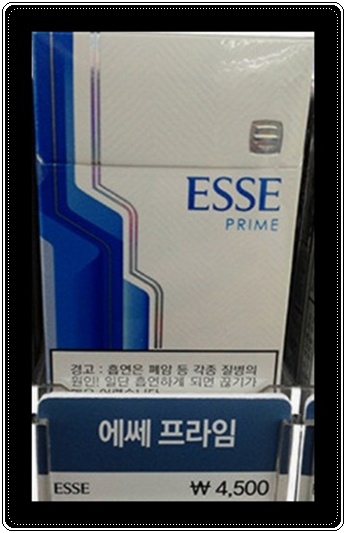 ESSE
PRIME
경고 : 흡연은 폐암 등 각종 질병의
원인! 일단 흡연하게 되면 끊기가
에쎄 프라임
ESSE ₩ 4,500